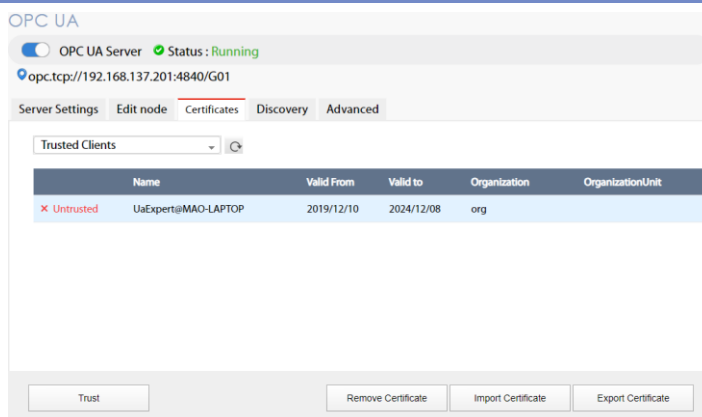 OPC UA
OPC UA Server Status : Running
opc.tcp://192.168.137.201:4840/G01
Server Settings Edit node Certificates Discovery Advanced
Trusted Clients
Name Valid From Valid to Organization OrganizationUnit
× Untrusted UaExpert@MAO-LAPTOP 2019/12/10 2024/12/08 org
Trust Remove Certificate Import Certificate Export Certificate